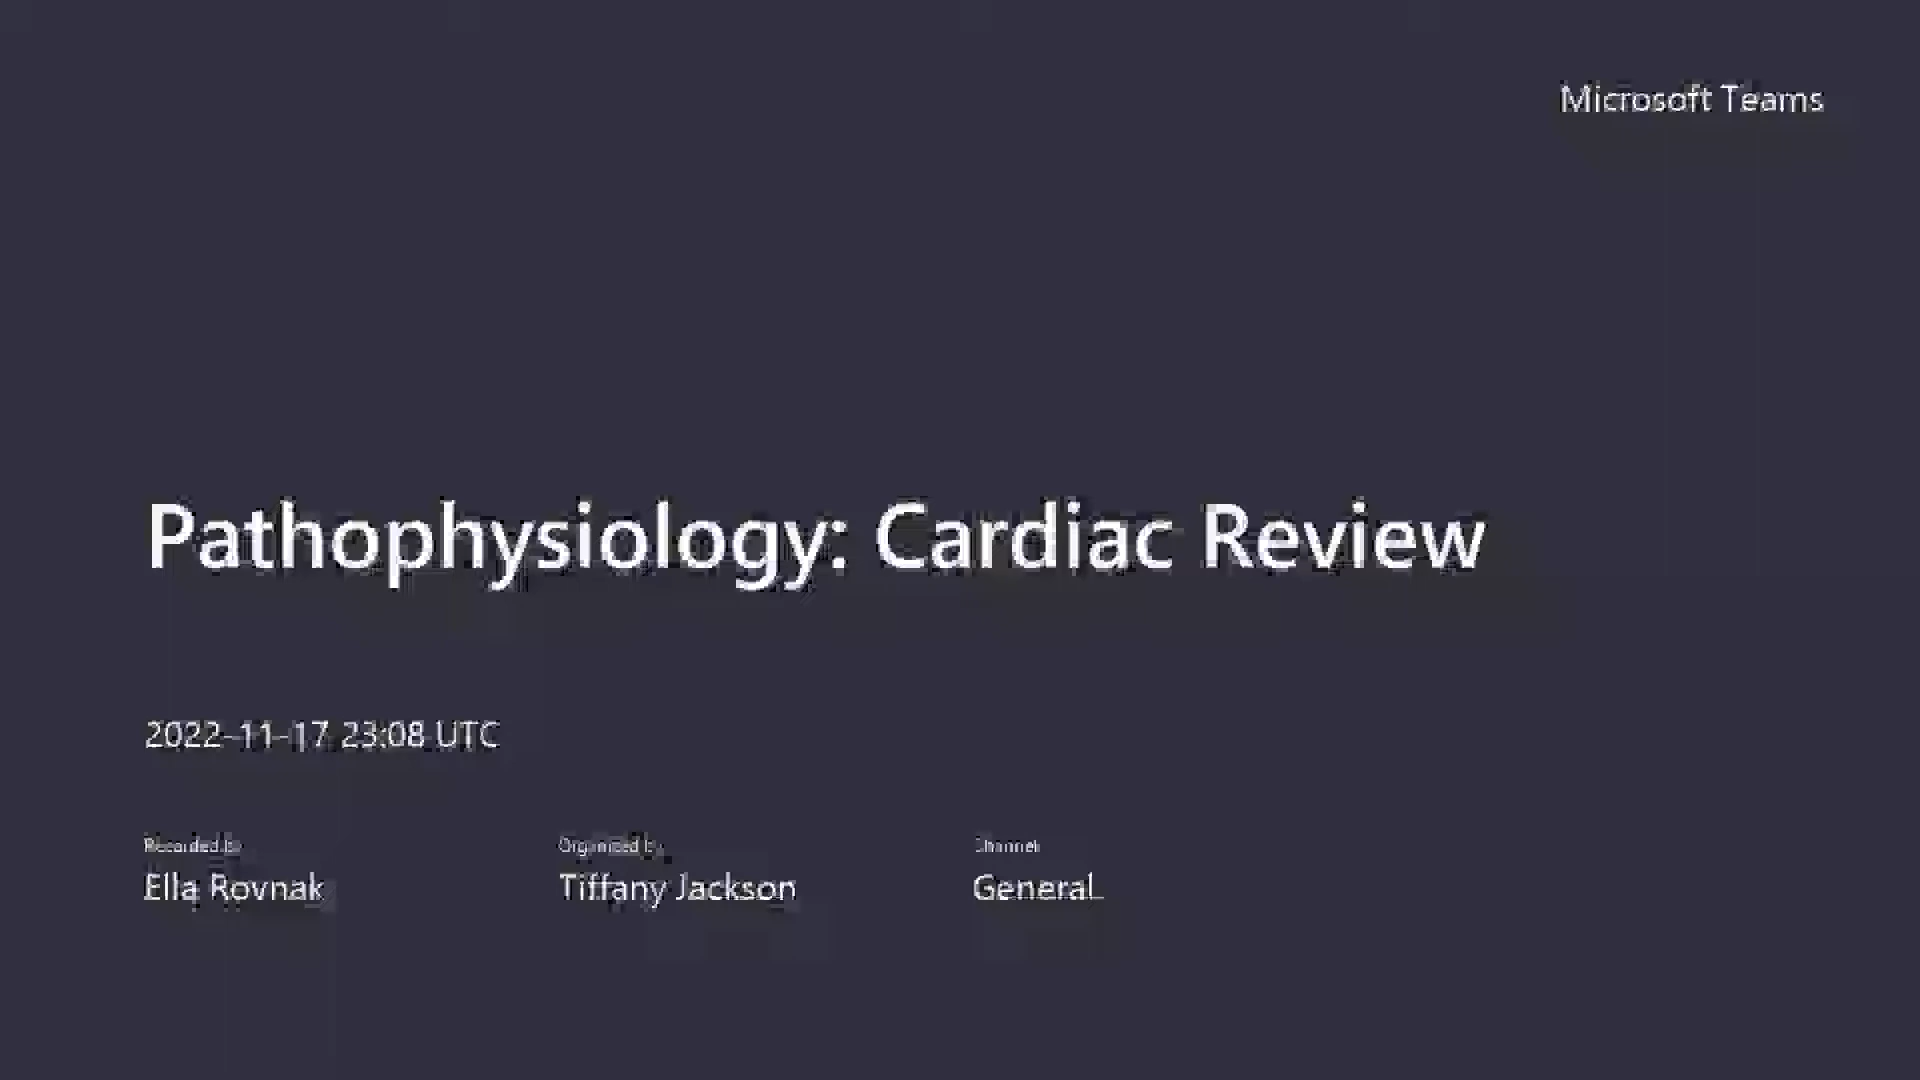 Microsoft Teams
Pathophysiology: Cardiac Review
2022-11-17 23:08 UTC
Recorded by
Organized by
Channel
Ella Rovnak
Tiffany Jackson
General